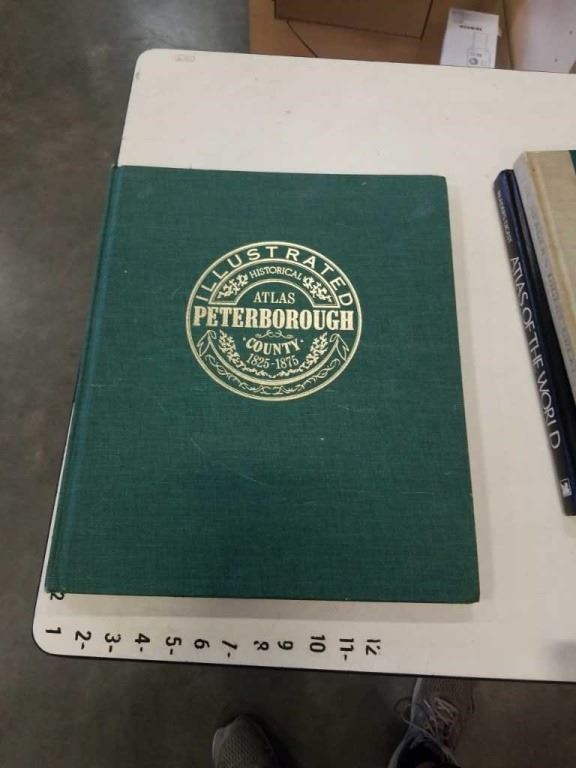 ILLUSTRATED
HISTORICAL
ATLAS
PETERBOROUGH
· COUNTY ·
1825-1875
ATLAS OF THE WORLD
2
1 2- 3- 4- 5- 6 7- 8 9 10 11- 12